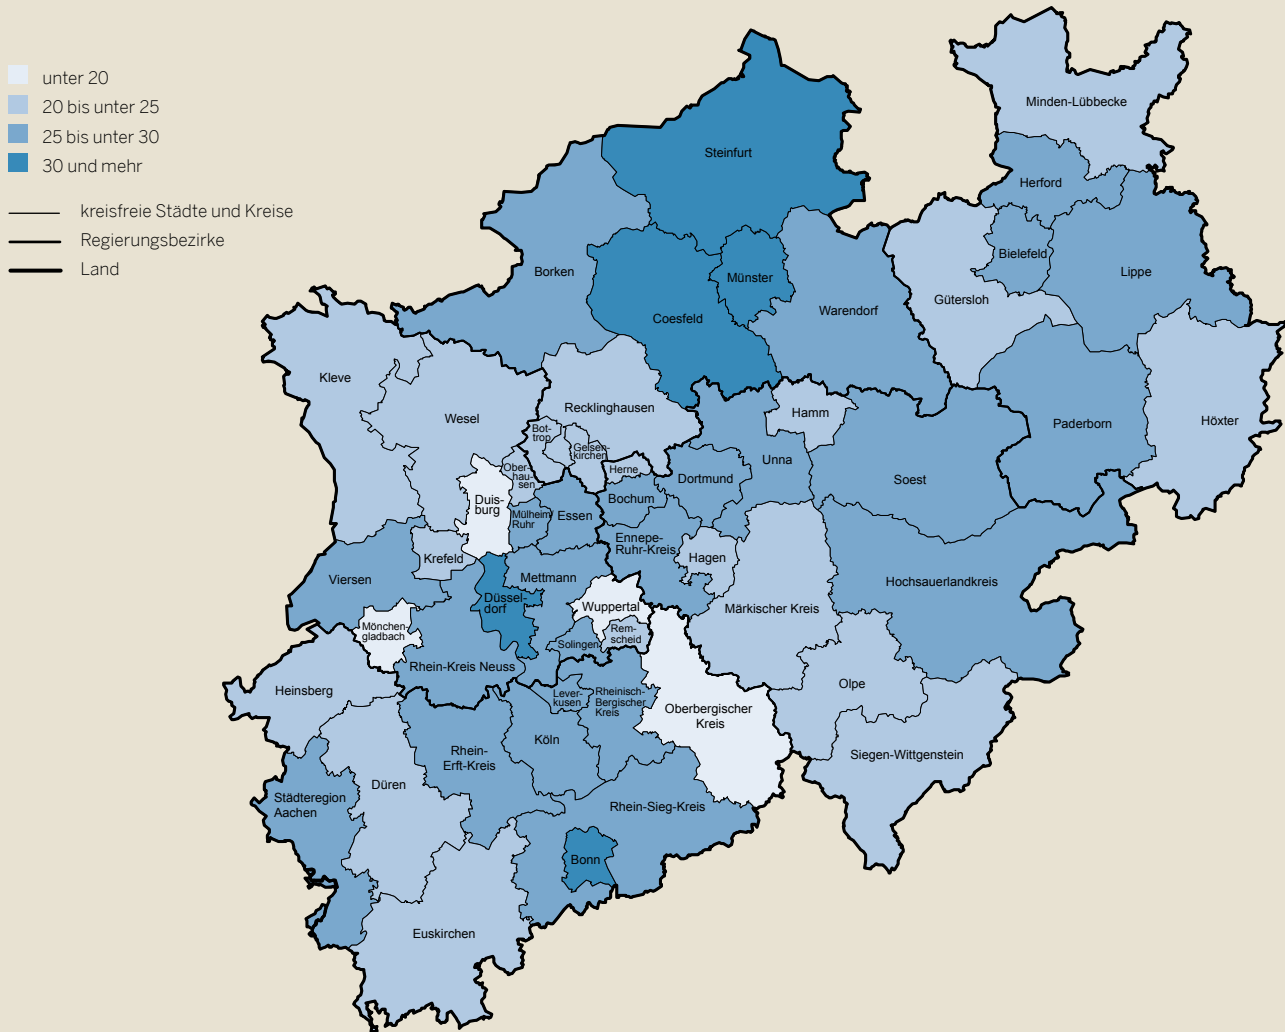 unter 20
20 bis unter 25
25 bis unter 30
30 und mehr
kreisfreie Städte und Kreise
Regierungsbezirke
Land
Minden-Lübbecke
Steinfurt
Herford
Bielefeld
Lippe
Borken
Münster
Gütersloh
Coesfeld
Warendorf
Kleve
Wesel
Recklinghausen
Hamm
Höxter
Paderborn
Bot-
trop
Gelsen-
kirchen
Unna
Ober-
hau-
sen
Herne
Dortmund
Soest
Duis-
burg
Bochum
Mülheim/
Ruhr
Essen
Ennepe-
Ruhr-Kreis
Krefeld
Hagen
Viersen
Mettmann
Hochsauerlandkreis
Düssel-
dorf
Wuppertal
Märkischer Kreis
Mönchen-
gladbach
Rem-
scheid
Solingen
Rhein-Kreis Neuss
Heinsberg
Olpe
Lever-
kusen
Rheinisch-
Bergischer
Kreis
Oberbergischer
Kreis
Köln
Rhein-
Erft-Kreis
Siegen-Wittgenstein
Düren
Städteregion
Aachen
Rhein-Sieg-Kreis
Bonn
Euskirchen